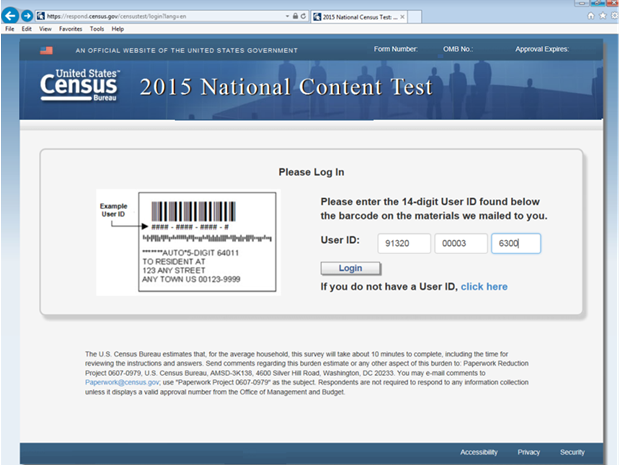 https://respond.census.gov/censustest/login?lang=en
2015 National Census Test: ...
File Edit View Favorites Tools Help
AN OFFICIAL WEBSITE OF THE UNITED STATES GOVERNMENT
Form Number: OMB No.: Approval Expires:
United States™
Census
Bureau
2015 National Content Test
Please Log In
Example
User ID
#### - #### - #### - #
*******AUTO*5-DIGIT 64011
TO RESIDENT AT
123 ANY STREET
ANY TOWN US 00123-9999
Please enter the 14-digit User ID found below
the barcode on the materials we mailed to you.
User ID: 91320 00003 6300
Login
If you do not have a User ID, click here
The U.S. Census Bureau estimates that, for the average household, this survey will take about 10 minutes to complete, including the time for
reviewing the instructions and answers. Send comments regarding this burden estimate or any other aspect of this burden to: Paperwork Reduction
Project 0607-0979, U.S. Census Bureau, AMSD-3K138, 4600 Silver Hill Road, Washington, DC 20233. You may e-mail comments to
Paperwork@census.gov; use "Paperwork Project 0607-0979" as the subject. Respondents are not required to respond to any information collection
unless it displays a valid approval number from the Office of Management and Budget.
Accessibility Privacy Security